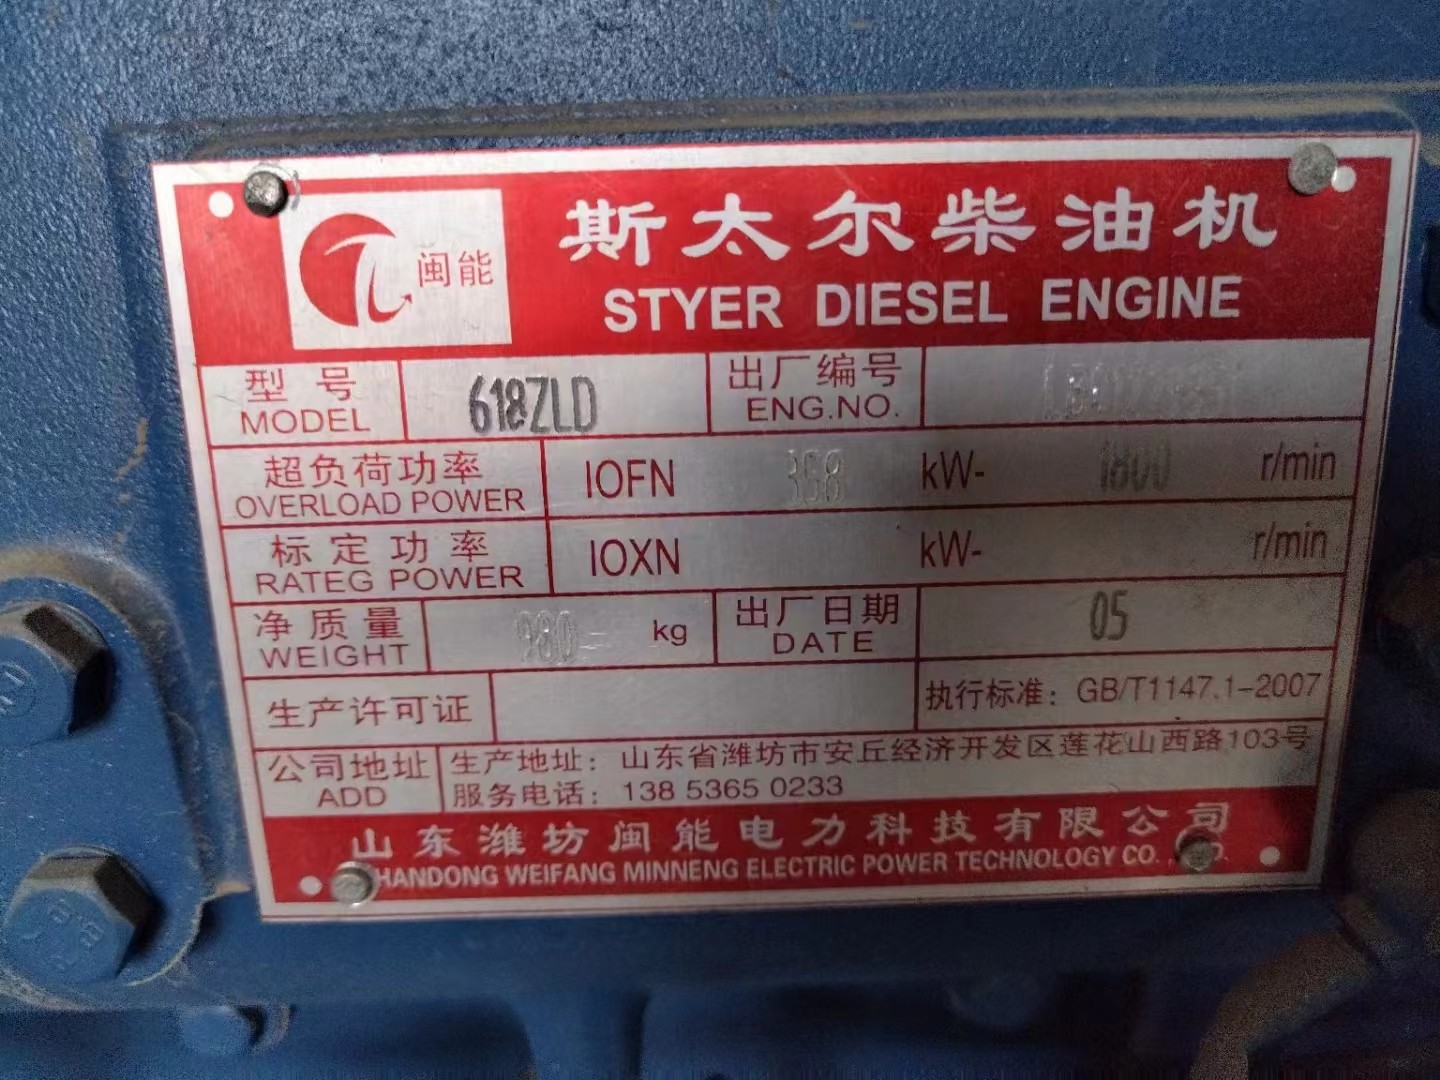 闽能
斯太尔柴油机
STYER DIESEL ENGINE
型号 618ZLD 出厂编号
MODEL ENG.NO.
超负荷功率 IOFN 358 kW- 1800 r/min
OVERLOAD POWER
标定功率 IOXN kW- r/min
RATEG POWER
净质量 980 kg 出厂日期 05
WEIGHT DATE
生产许可证 执行标准：GB/T1147.1-2007
公司地址 生产地址：山东省潍坊市安丘经济开发区莲花山西路103号
ADD 服务电话：138 5365 0233
山东潍坊闽能电力科技有限公司
SHANDONG WEIFANG MINNENG ELECTRIC POWER TECHNOLOGY CO.